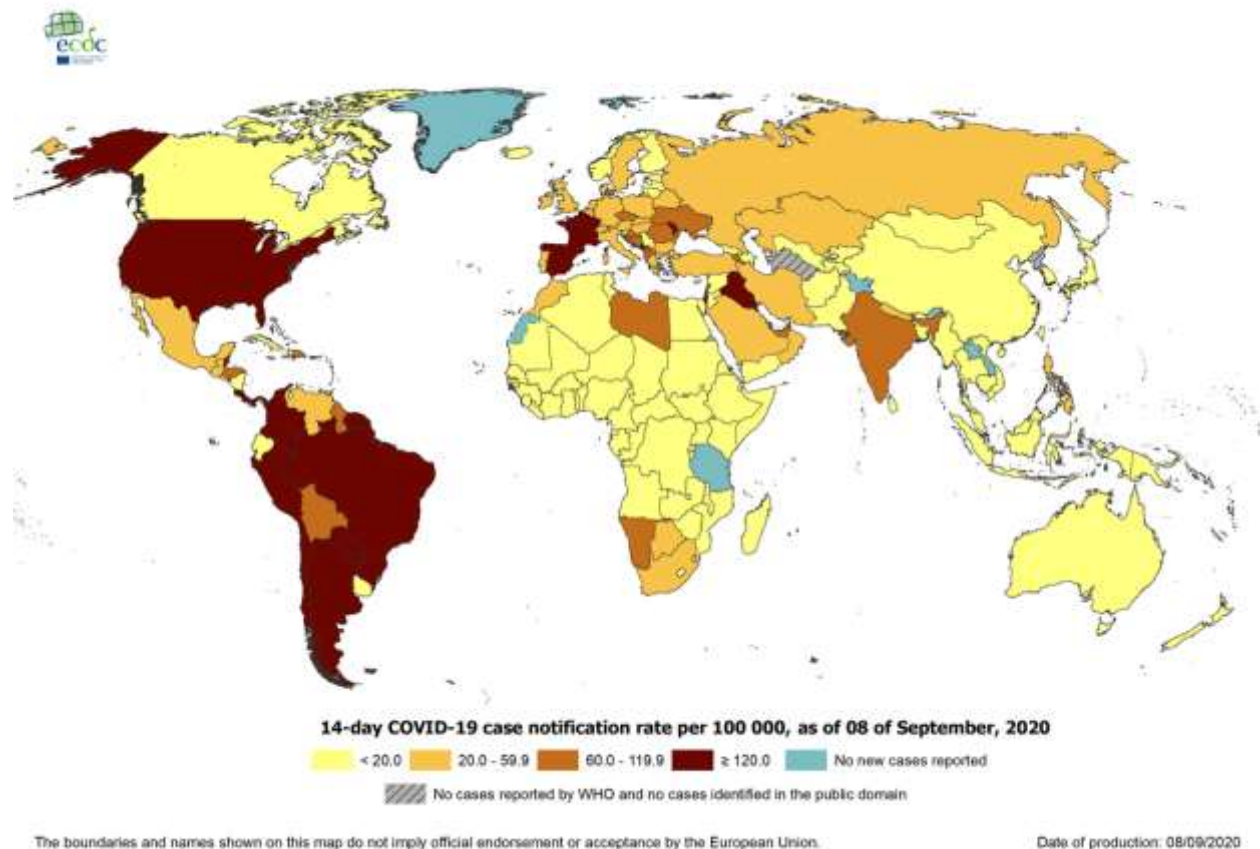 ecdc
14-day COVID-19 case notification rate per 100 000, as of 08 of September, 2020
< 20.0 20.0 - 59.9 60.0 - 119.9 ≥ 120.0 No new cases reported
No cases reported by WHO and no cases identified in the public domain
The boundaries and names shown on this map do not imply official endorsement or acceptance by the European Union. Date of production: 08/09/2020